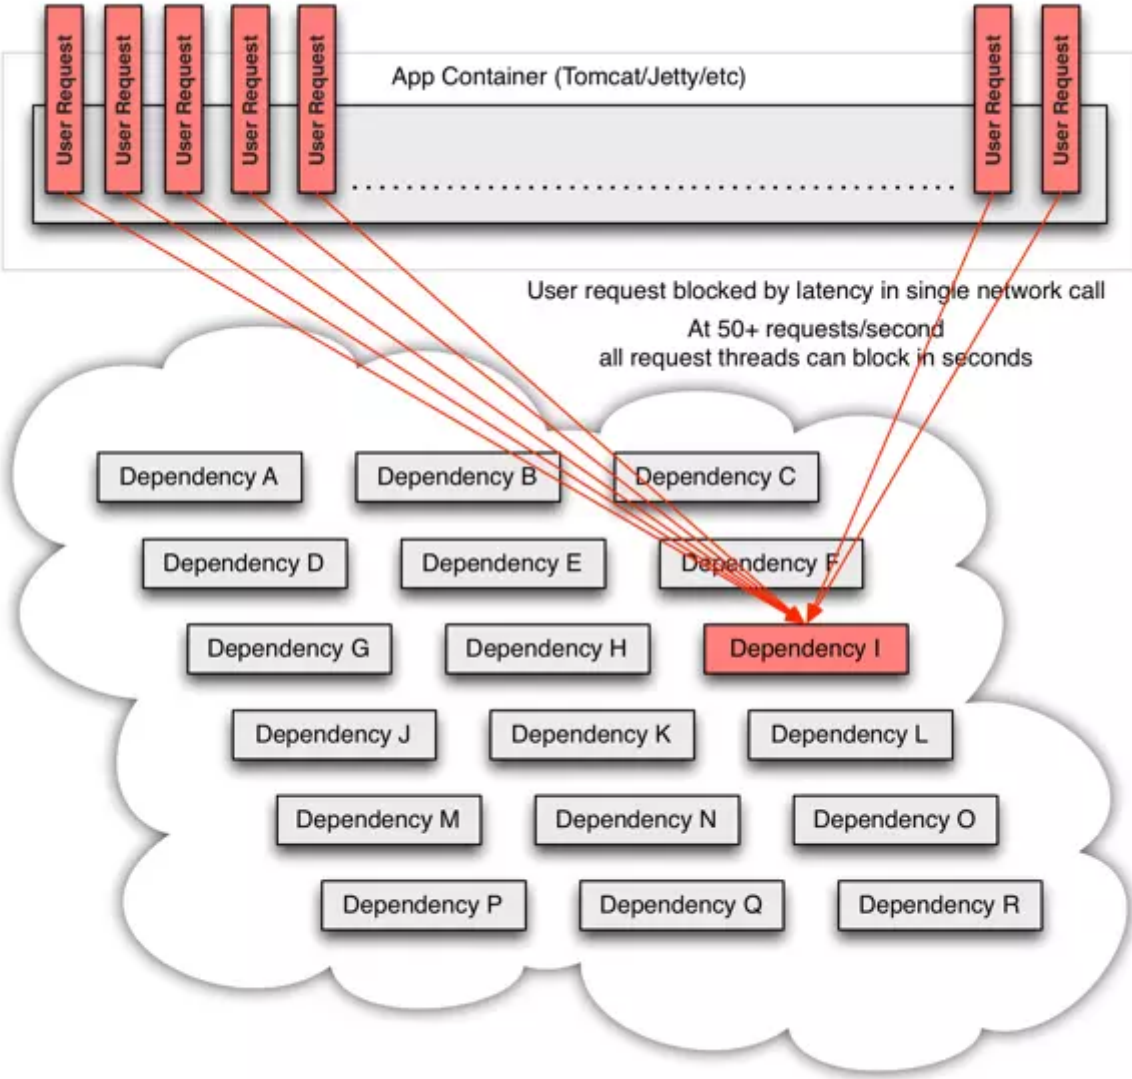 User Request
User Request
User Request
User Request
User Request
User Request
User Request
App Container (Tomcat/Jetty/etc)
User request blocked by latency in single network call
At 50+ requests/second
all request threads can block in seconds
Dependency A
Dependency B
Dependency C
Dependency D
Dependency E
Dependency F
Dependency G
Dependency H
Dependency I
Dependency J
Dependency K
Dependency L
Dependency M
Dependency N
Dependency O
Dependency P
Dependency Q
Dependency R